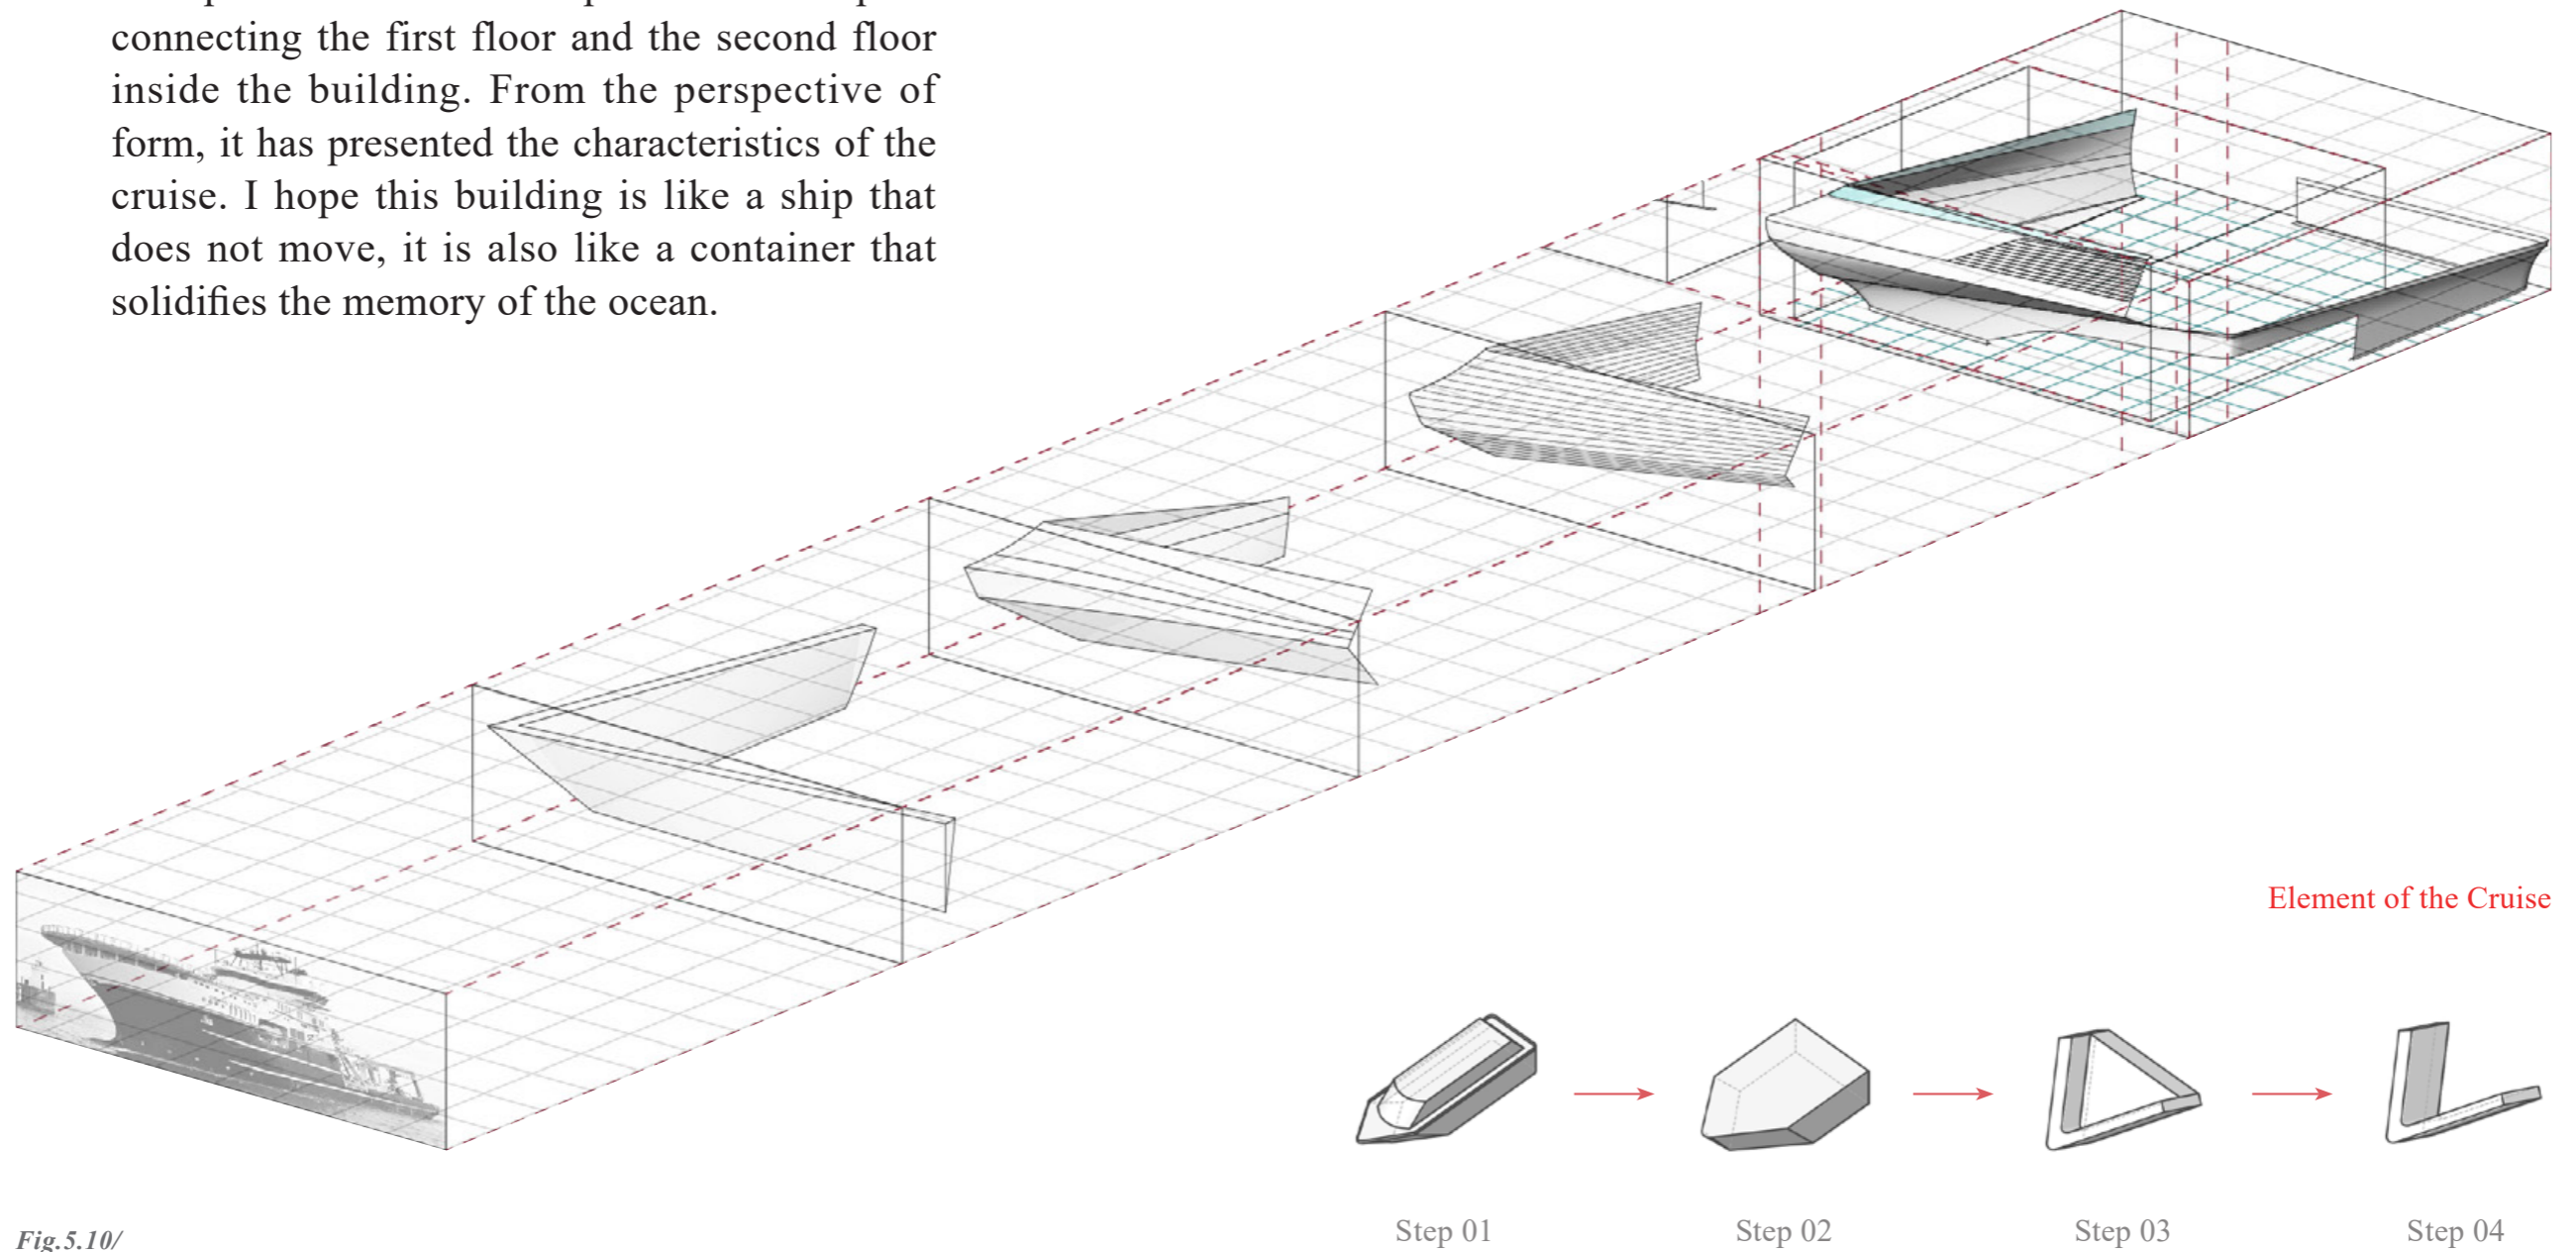 connecting the first floor and the second floor
inside the building. From the perspective of
form, it has presented the characteristics of the
cruise. I hope this building is like a ship that
does not move, it is also like a container that
solidifies the memory of the ocean.
Element of the Cruise
Step 01
Step 02
Step 03
Step 04
Fig.5.10/